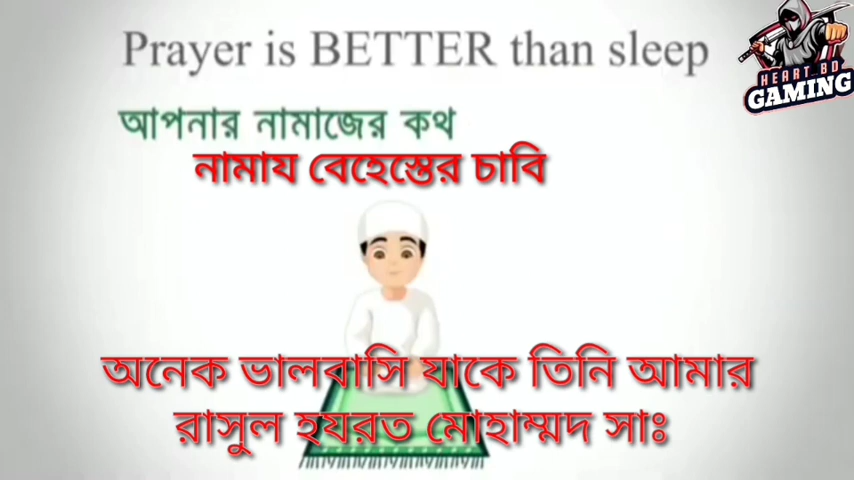 Prayer is BETTER than sleep
HEART BD
GAMING
আপনার নামাজের কথ
নামায বেহেস্তের চাবি
অনেক ভালবাসি যাকে তিনি আমার
রাসুল হযরত মোহাম্মদ সাঃ